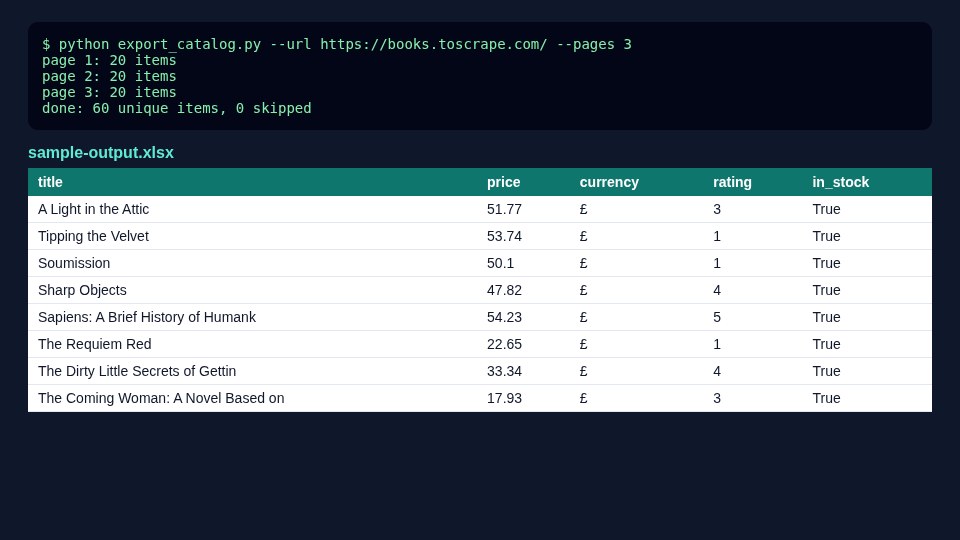 $ python export_catalog.py --url https://books.toscrape.com/ --pages 3
page 1: 20 items
page 2: 20 items
page 3: 20 items
done: 60 unique items, 0 skipped
sample-output.xlsx
title price currency rating in_stock
A Light in the Attic 51.77 £ 3 True
Tipping the Velvet 53.74 £ 1 True
Soumission 50.1 £ 1 True
Sharp Objects 47.82 £ 4 True
Sapiens: A Brief History of Humank 54.23 £ 5 True
The Requiem Red 22.65 £ 1 True
The Dirty Little Secrets of Gettin 33.34 £ 4 True
The Coming Woman: A Novel Based on 17.93 £ 3 True